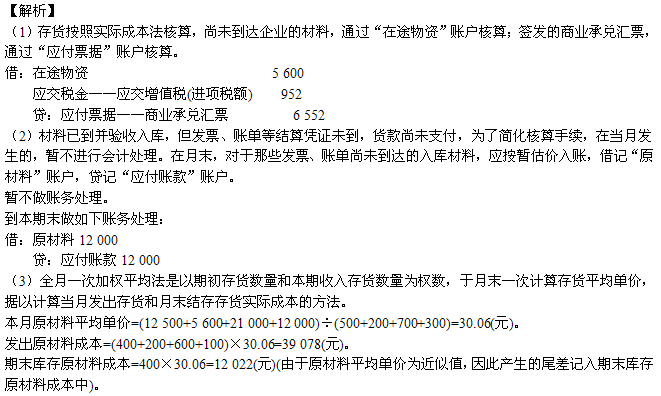 【解析】
（1）存货按照实际成本法核算，尚未到达企业的材料，通过“在途物资”账户核算；签发的商业承兑汇票，
通过“应付票据”账户核算。
借：在途物资 5 600
应交税金——应交增值税(进项税额) 952
贷：应付票据——商业承兑汇票 6 552
（2）材料已到并验收入库，但发票、账单等结算凭证未到，货款尚未支付，为了简化核算手续，在当月发
生的，暂不进行会计处理。在月末，对于那些发票、账单尚未到达的入库材料，应按暂估价入账，借记“原
材料”账户，贷记“应付账款”账户。
暂不做账务处理。
到本期末做如下账务处理：
借：原材料 12 000
贷：应付账款 12 000
（3）全月一次加权平均法是以期初存货数量和本期收入存货数量为权数，于月末一次计算存货平均单价，
据以计算当月发出存货和月末结存存货实际成本的方法。
本月原材料平均单价=(12 500+5 600+21 000+12 000)÷(500+200+700+300)=30.06(元)。
发出原材料成本=(400+200+600+100)×30.06=39 078(元)。
期末库存原材料成本=400×30.06=12 022(元)(由于原材料平均单价为近似值，因此产生的尾差记入期末库存
原材料成本中)。